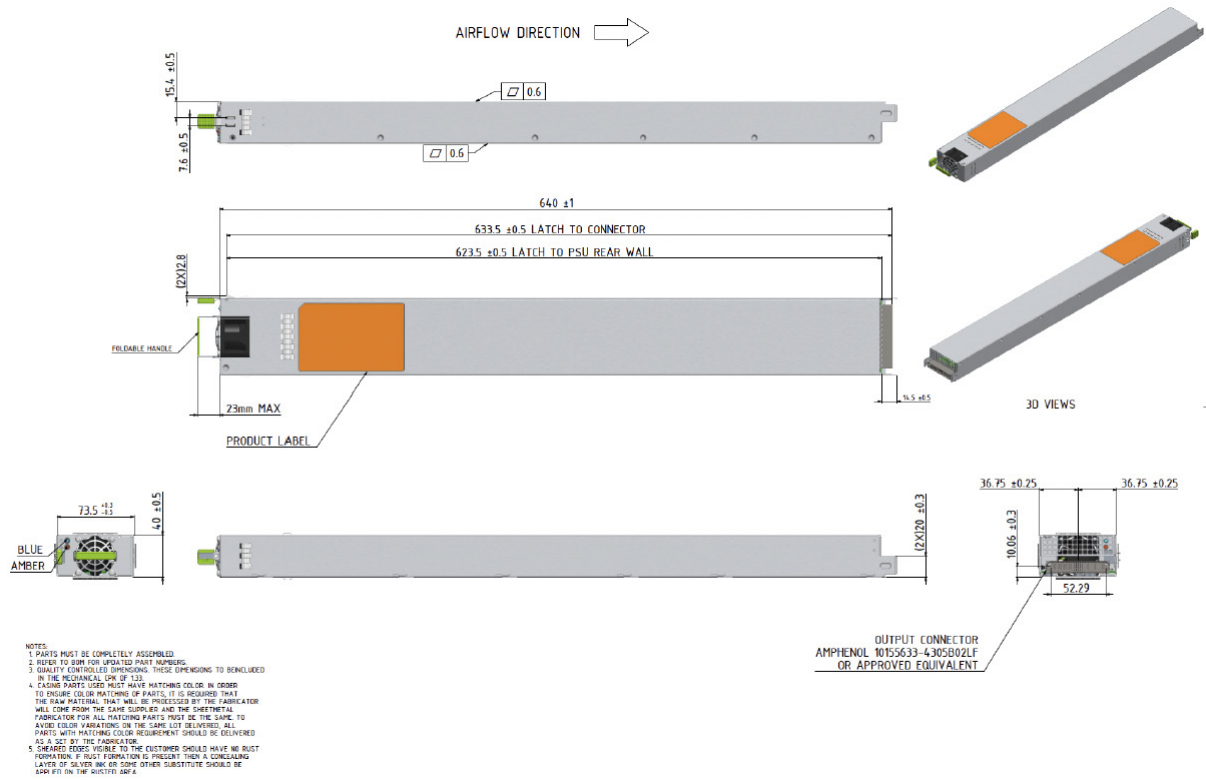 AIRFLOW DIRECTION
15.4 ±0.5
0.6
7.6 ±0.5
0.6
640 ±1
633.5 ±0.5 LATCH TO CONNECTOR
623.5 ±0.5 LATCH TO PSU REAR WALL
(2X)2.8
FOLDABLE HANDLE
23mm MAX
14.5 ±0.5
3D VIEWS
PRODUCT LABEL
73.5 +0.3
40 ±0.5
BLUE
AMBER
(2X)20 ±0.3
36.75 ±0.25
36.75 ±0.25
10.06 ±0.3
52.29
OUTPUT CONNECTOR
AMPHENOL 10155633-4305B02LF
OR APPROVED EQUIVALENT
NOTES:
1. PARTS MUST BE COMPLETELY ASSEMBLED.
2. REFER TO BOM FOR UPDATED PART NUMBERS.
3. QUALITY CONTROLLED DIMENSIONS. THESE DIMENSIONS TO BEINCLUDED
IN THE MECHANICAL CPK OF 1.33.
4. CASING PARTS USED MUST HAVE MATCHING COLOR. IN ORDER
TO ENSURE COLOR MATCHING OF PARTS, IT IS REQUIRED THAT
THE RAW MATERIAL THAT WILL BE PROCESSED BY THE FABRICATOR
WILL COME FROM THE SAME SUPPLIER AND THE SHEETMETAL
FABRICATOR FOR ALL MATCHING PARTS MUST BE THE SAME. TO
AVOID COLOR VARIATIONS ON THE SAME LOT DELIVERED, ALL
PARTS WITH MATCHING COLOR REQUIREMENT SHOULD BE DELIVERED
AS A SET BY THE FABRICATOR.
5. SHEARED EDGES VISIBLE TO THE CUSTOMER SHOULD HAVE NO RUST
FORMATION. IF RUST FORMATION IS PRESENT THEN A CONCEALING
LAYER OF SILVER INK OR SOME OTHER SUBSTITUTE SHOULD BE
APPLIED ON THE RUSTED AREA.